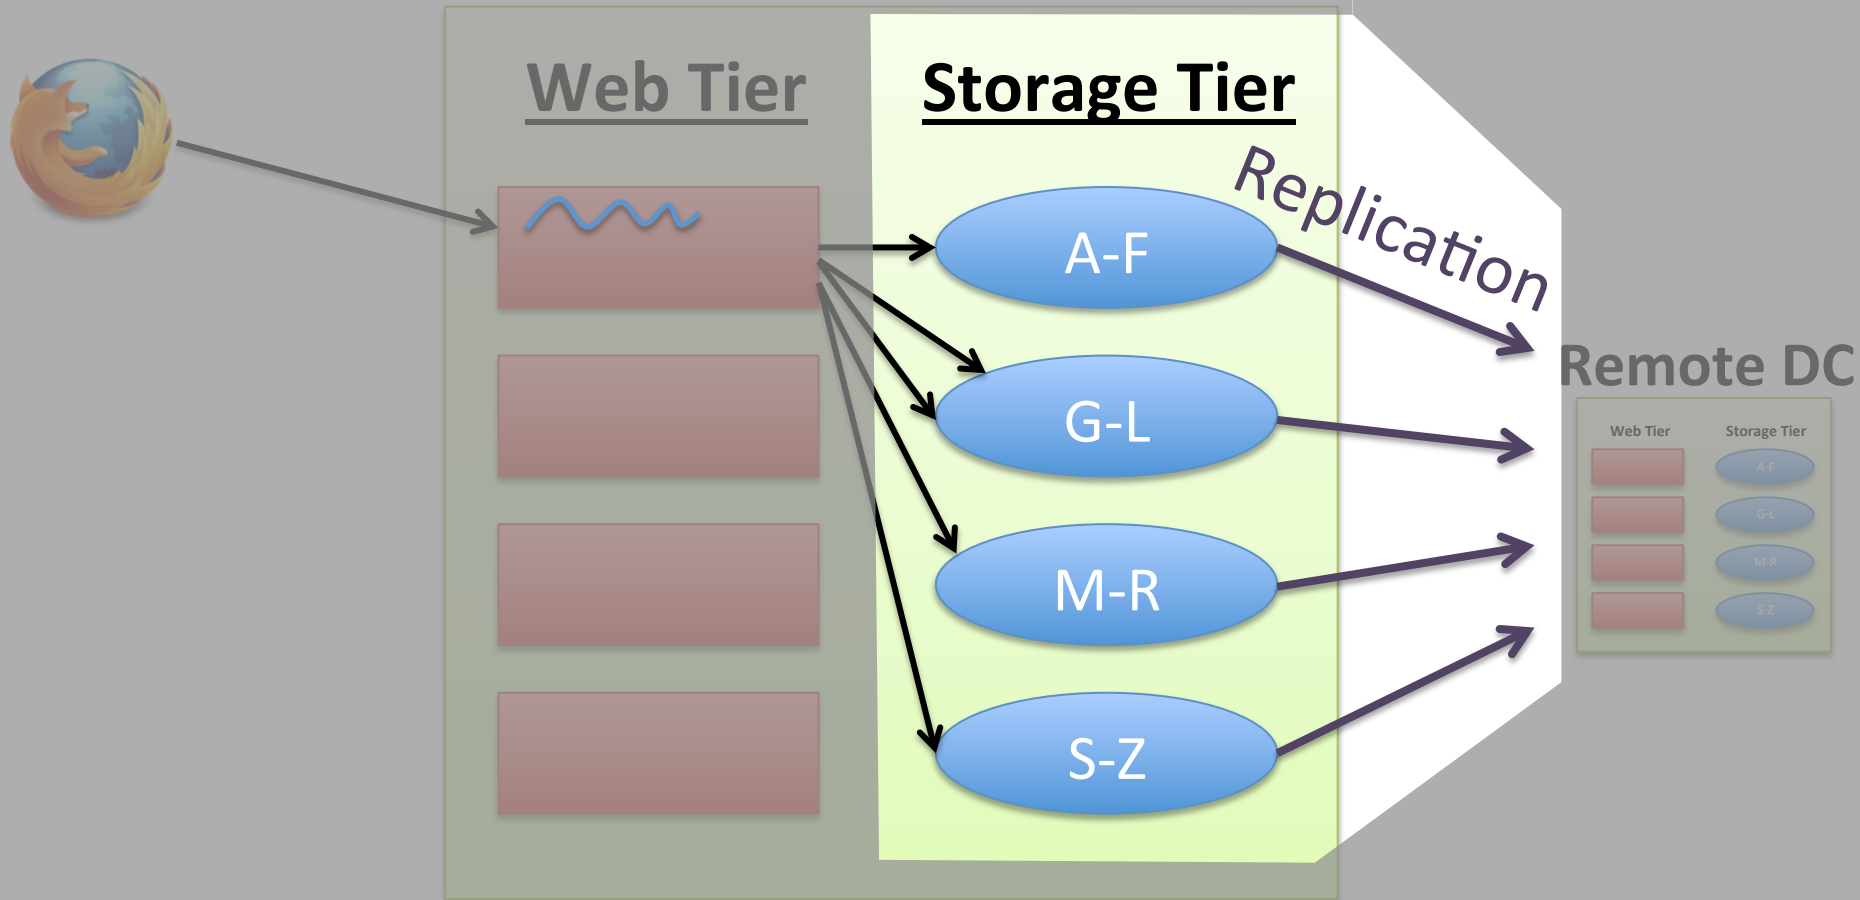 Web Tier
Storage Tier
Replication
A-F
G-L
M-R
S-Z
Remote DC
Web Tier
Storage Tier
A-F
G-L
M-R
S-Z